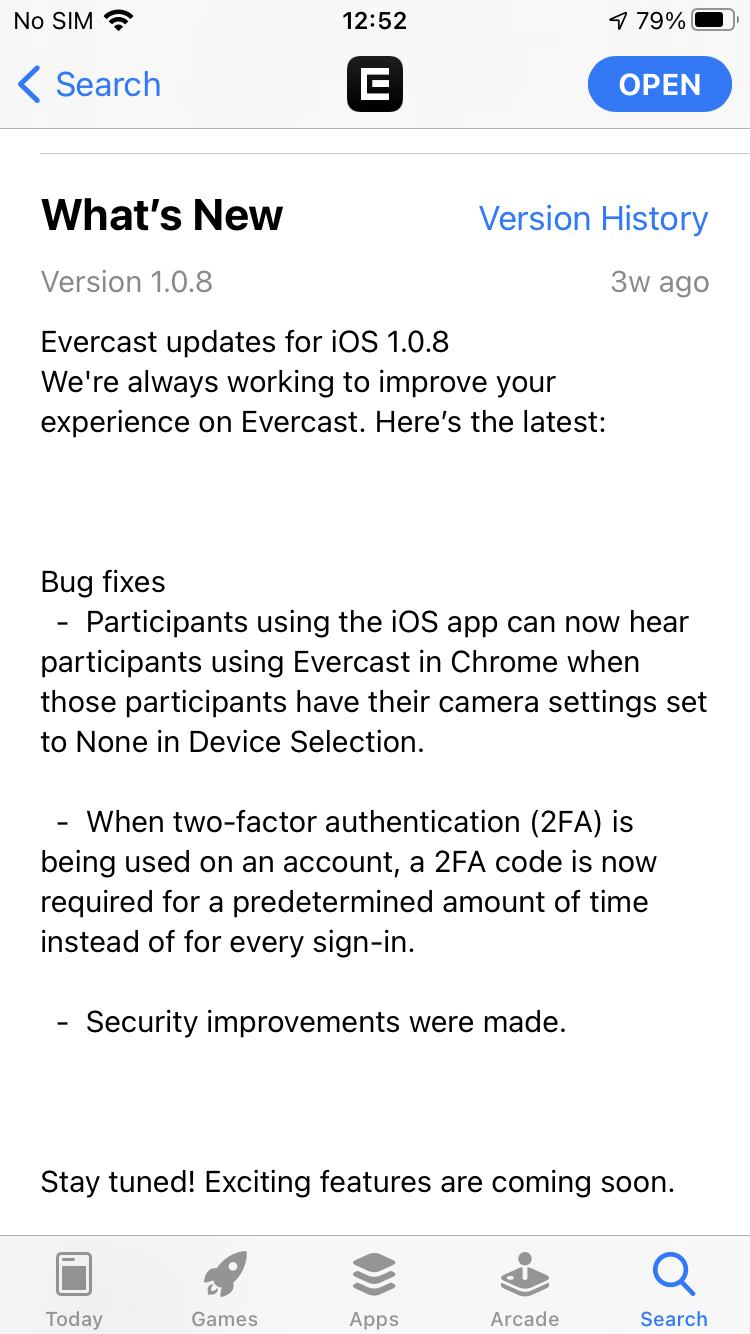 No SIM 12:52 79%
Search OPEN
What’s New Version History
Version 1.0.8 3w ago
Evercast updates for iOS 1.0.8
We're always working to improve your
experience on Evercast. Here’s the latest:
Bug fixes
- Participants using the iOS app can now hear
participants using Evercast in Chrome when
those participants have their camera settings set
to None in Device Selection.
- When two-factor authentication (2FA) is
being used on an account, a 2FA code is now
required for a predetermined amount of time
instead of for every sign-in.
- Security improvements were made.
Stay tuned! Exciting features are coming soon.
Today Games Apps Arcade Search